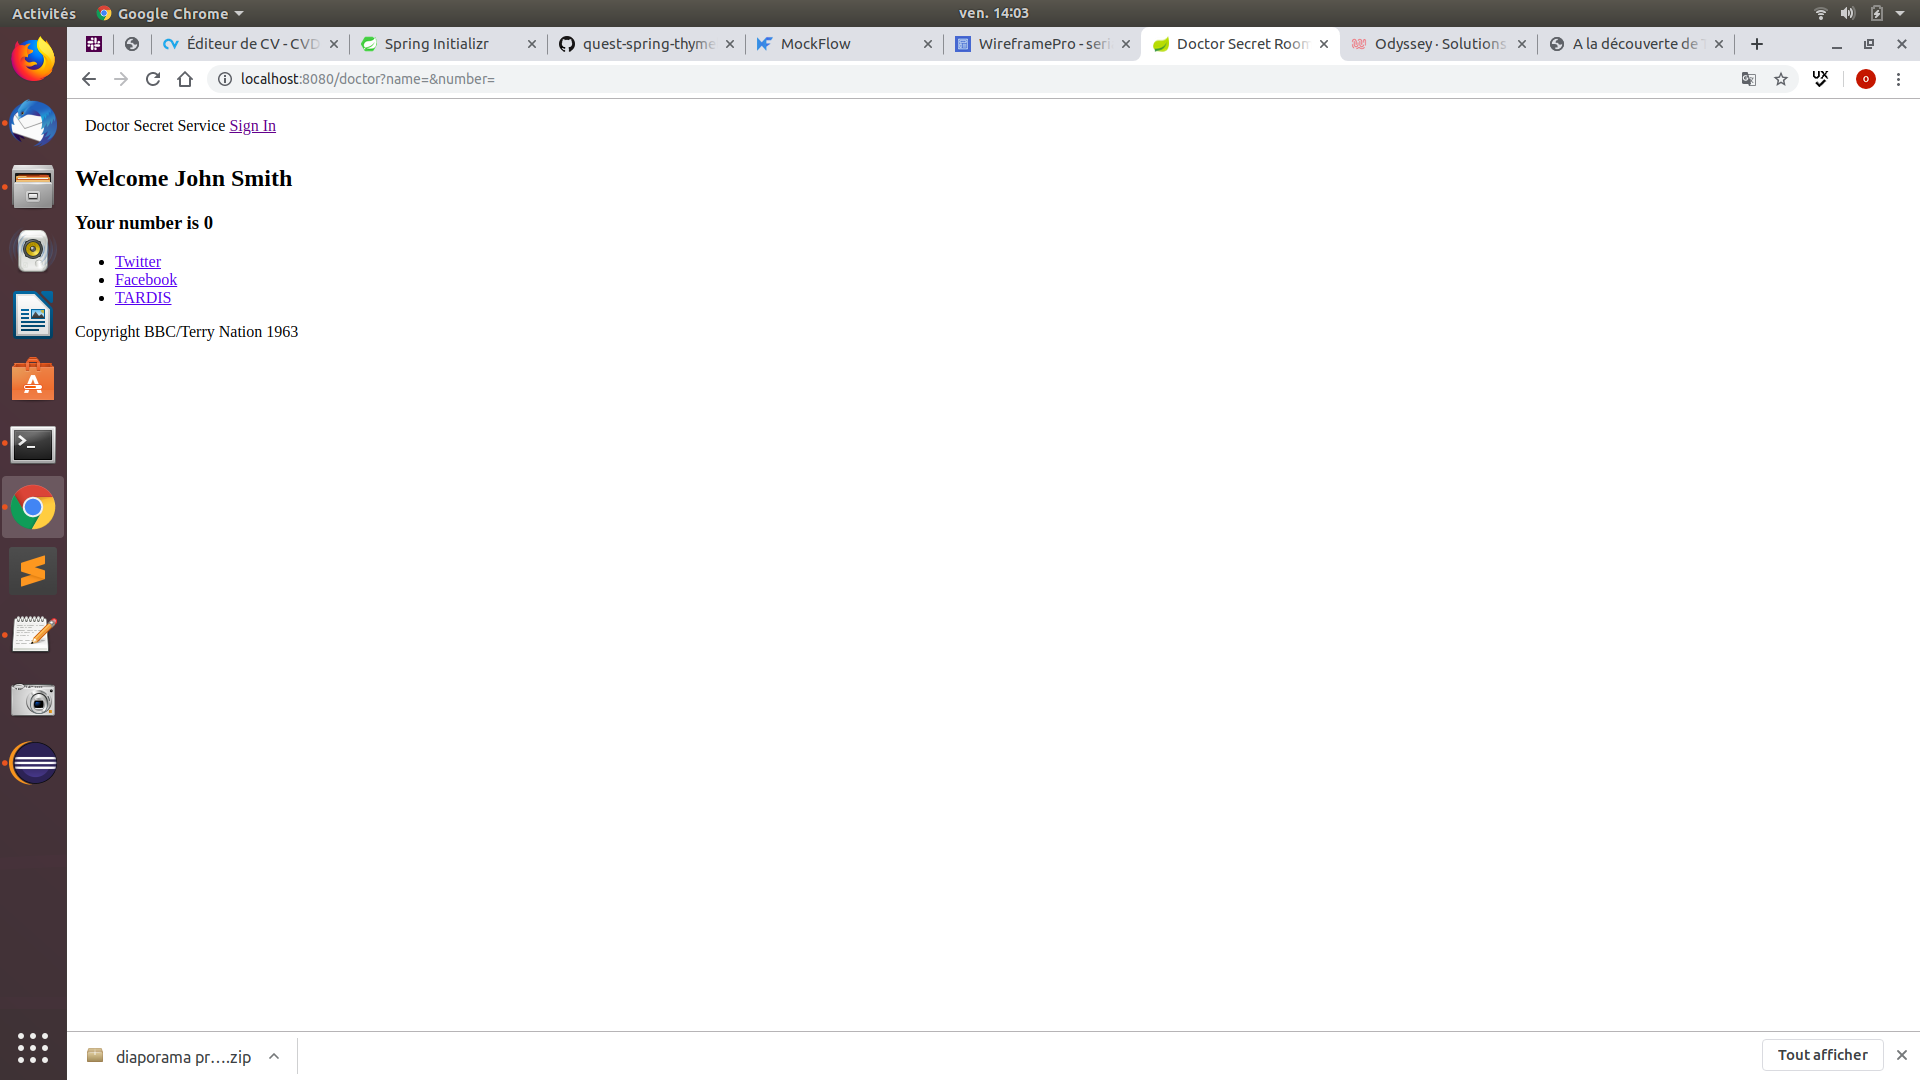 Activités Google Chrome ven. 14:03
Éditeur de CV - CVD Spring Initializr quest-spring-thyme MockFlow WireframePro - seri Doctor Secret Room Odyssey · Solutions A la découverte de T
localhost:8080/doctor?name=&number= UX o
Doctor Secret Service Sign In
Welcome John Smith
Your number is 0
Twitter
Facebook
TARDIS
Copyright BBC/Terry Nation 1963
diaporama pr....zip Tout afficher